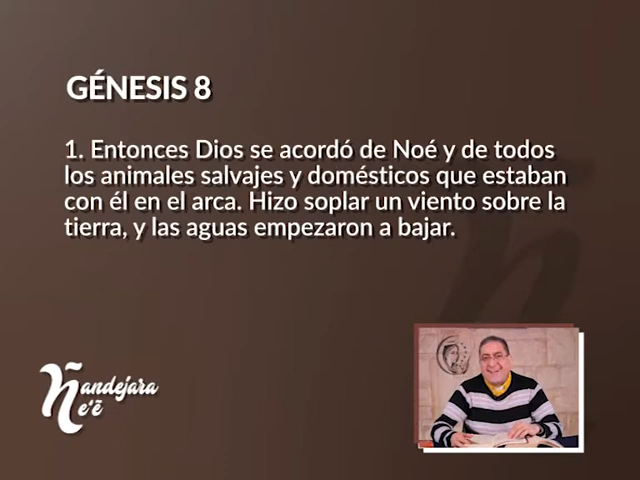 GÉNESIS 8
1. Entonces Dios se acordó de Noé y de todos
los animales salvajes y domésticos que estaban
con él en el arca. Hizo soplar un viento sobre la
tierra, y las aguas empezaron a bajar.
Ñandejara
Ñe'ẽ